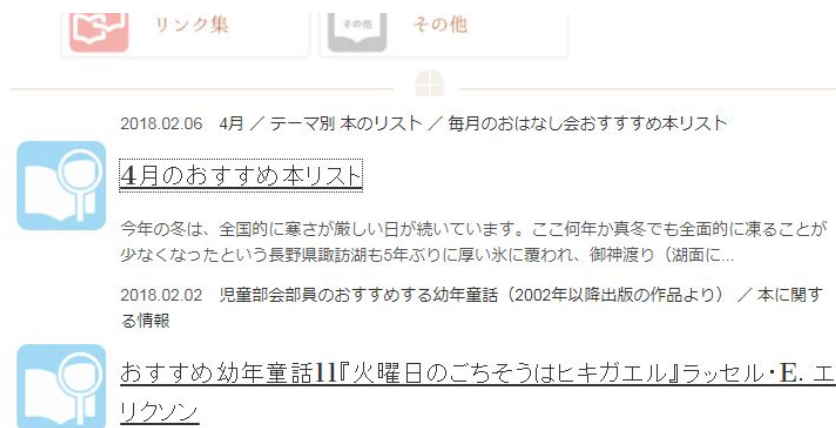 リンク集 その他 その他
2018.02.06 4月 ／ テーマ別 本のリスト ／ 毎月のおはなし会おすすすめ本リスト
4月のおすすめ本リスト
今年の冬は、全国的に寒さが厳しい日が続いています。ここ何年か真冬でも全面的に凍ることが
少なくなったという長野県諏訪湖も5年ぶりに厚い氷に覆われ、御神渡り（湖面に...
2018.02.02 児童部会部員のおすすめする幼年童話（2002年以降出版の作品より） ／ 本に関す
る情報
おすすめ幼年童話11『火曜日のごちそうはヒキガエル』ラッセル・E. エ
リクソン